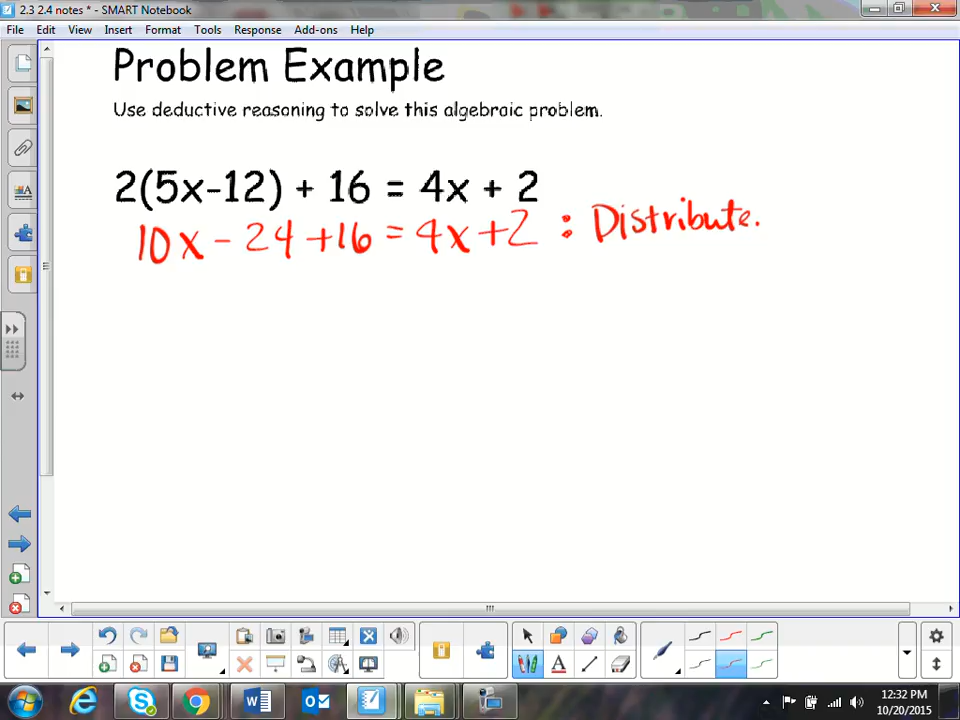 2.3 2.4 notes * - SMART Notebook
File Edit View Insert Format Tools Response Add-ons Help
Problem Example
Use deductive reasoning to solve this algebraic problem.
2(5x-12) + 16 = 4x + 2
10x - 24 +16 = 4x+2 : Distribute.
12:32 PM
10/20/2015